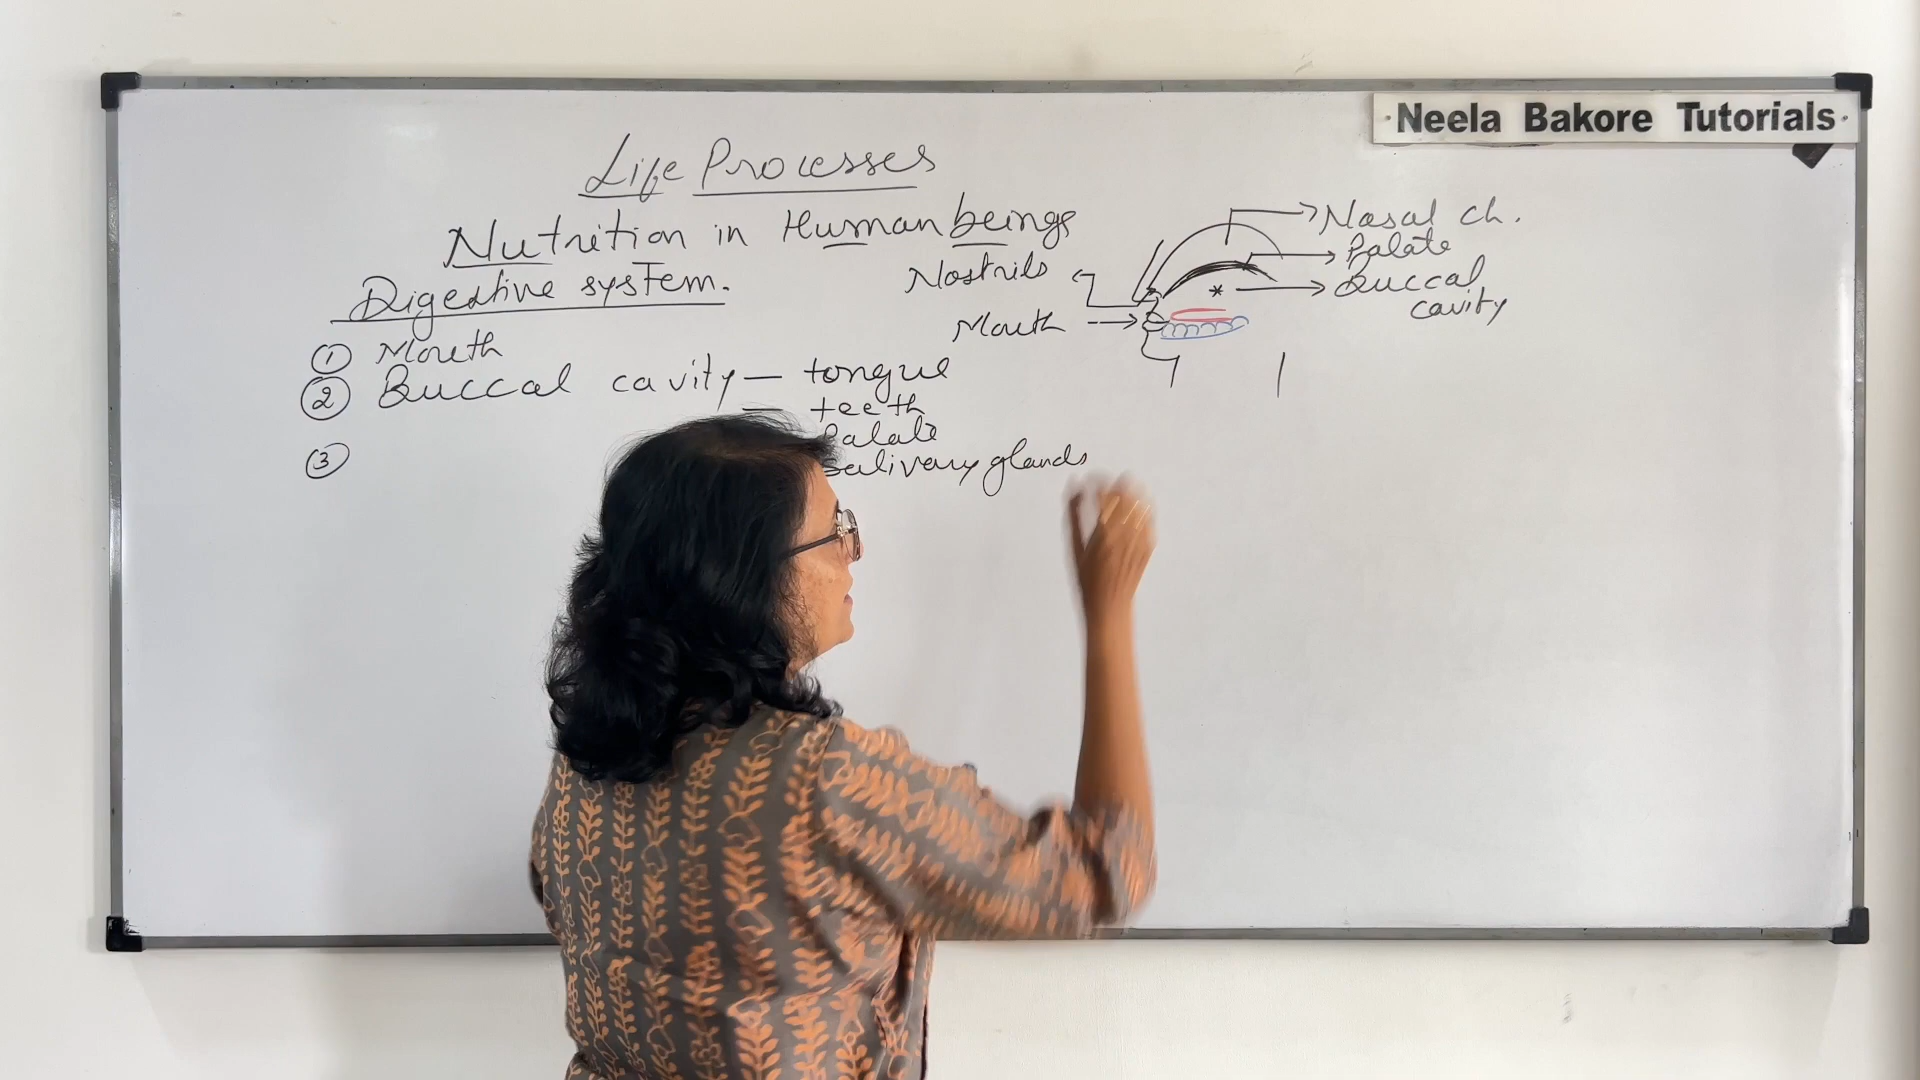 Neela Bakore Tutorials
Life Processes
Nutrition in Human beings
Digestive system.
① Mouth
② Buccal cavity — tongue
— teeth
Palate
Salivary glands
③
Nasal ch.
Palate
Buccal
cavity
*
Nostrils
Mouth